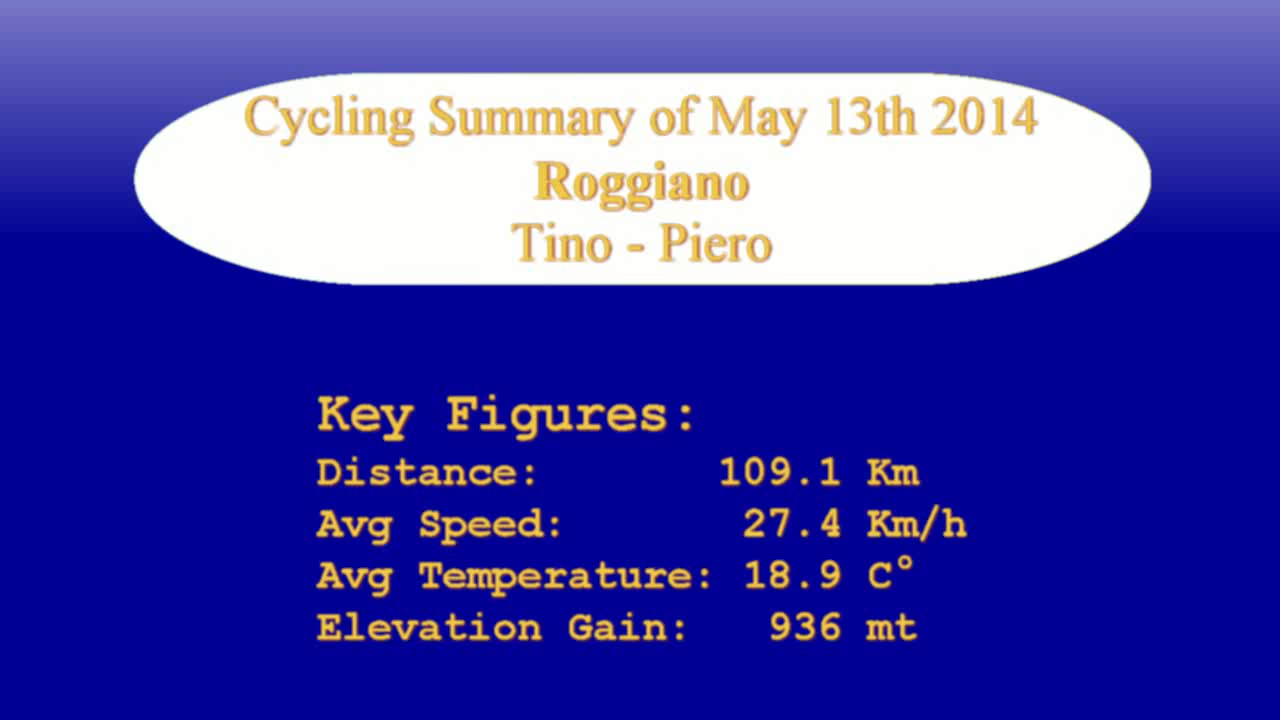 Cycling Summary of May 13th 2014
Roggiano
Tino - Piero
Key Figures:
Distance: 109.1 Km
Avg Speed: 27.4 Km/h
Avg Temperature: 18.9 C°
Elevation Gain: 936 mt